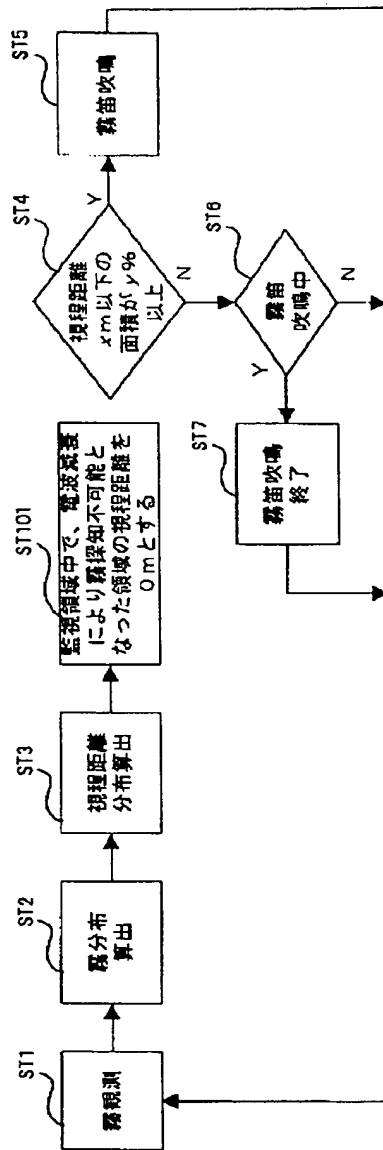 ST1
霧観測
ST2
霧分布
算出
ST3
視程距離
分布算出
ST101
監視領域中で、電波減衰
により霧探知不可能と
なった領域の視程距離を
0mとする
ST4
視程距離
xm以下の
面積がy%
以上
Y
N
ST5
霧笛吹鳴
ST6
霧笛
吹鳴中
Y
N
ST7
霧笛吹鳴
終了